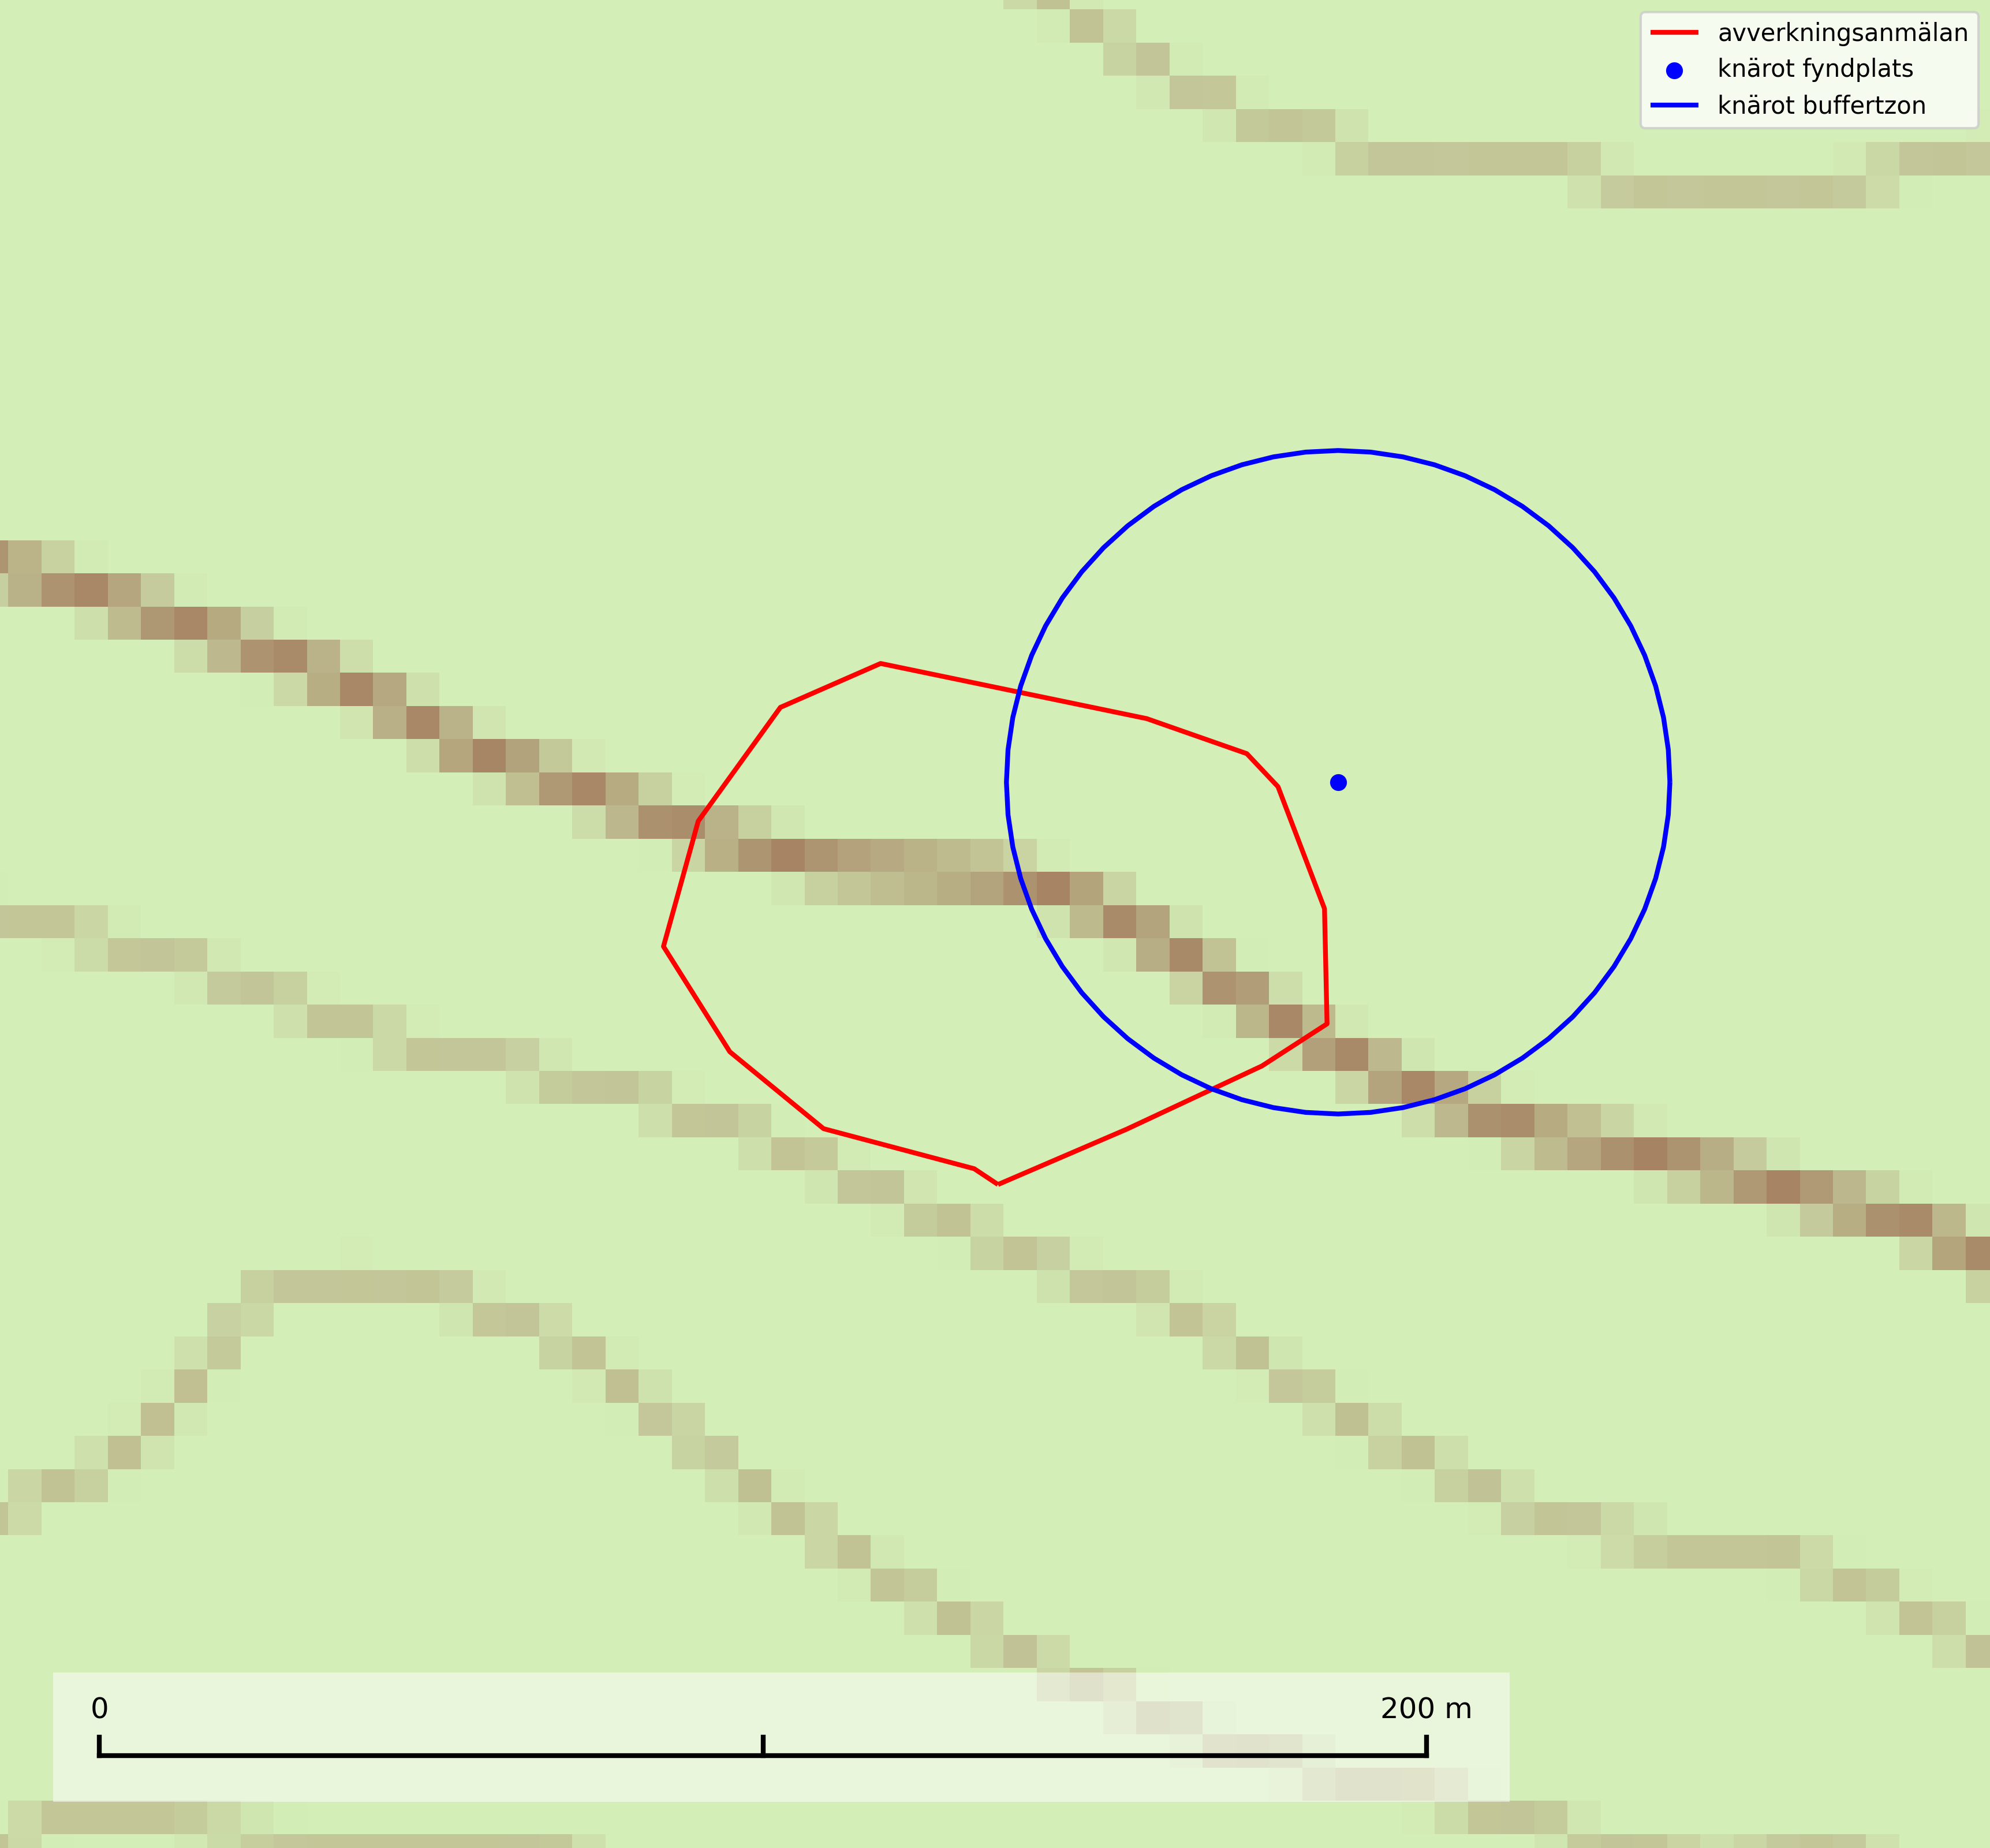 avverkningsanmälan
knärot fyndplats
knärot buffertzon
0 200 m